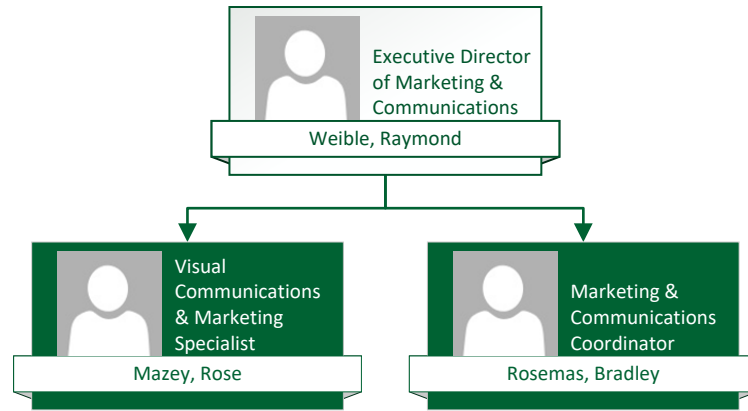 Executive Director
of Marketing &
Communications
Weible, Raymond
Visual
Communications
& Marketing
Specialist
Mazey, Rose
Marketing &
Communications
Coordinator
Rosemas, Bradley